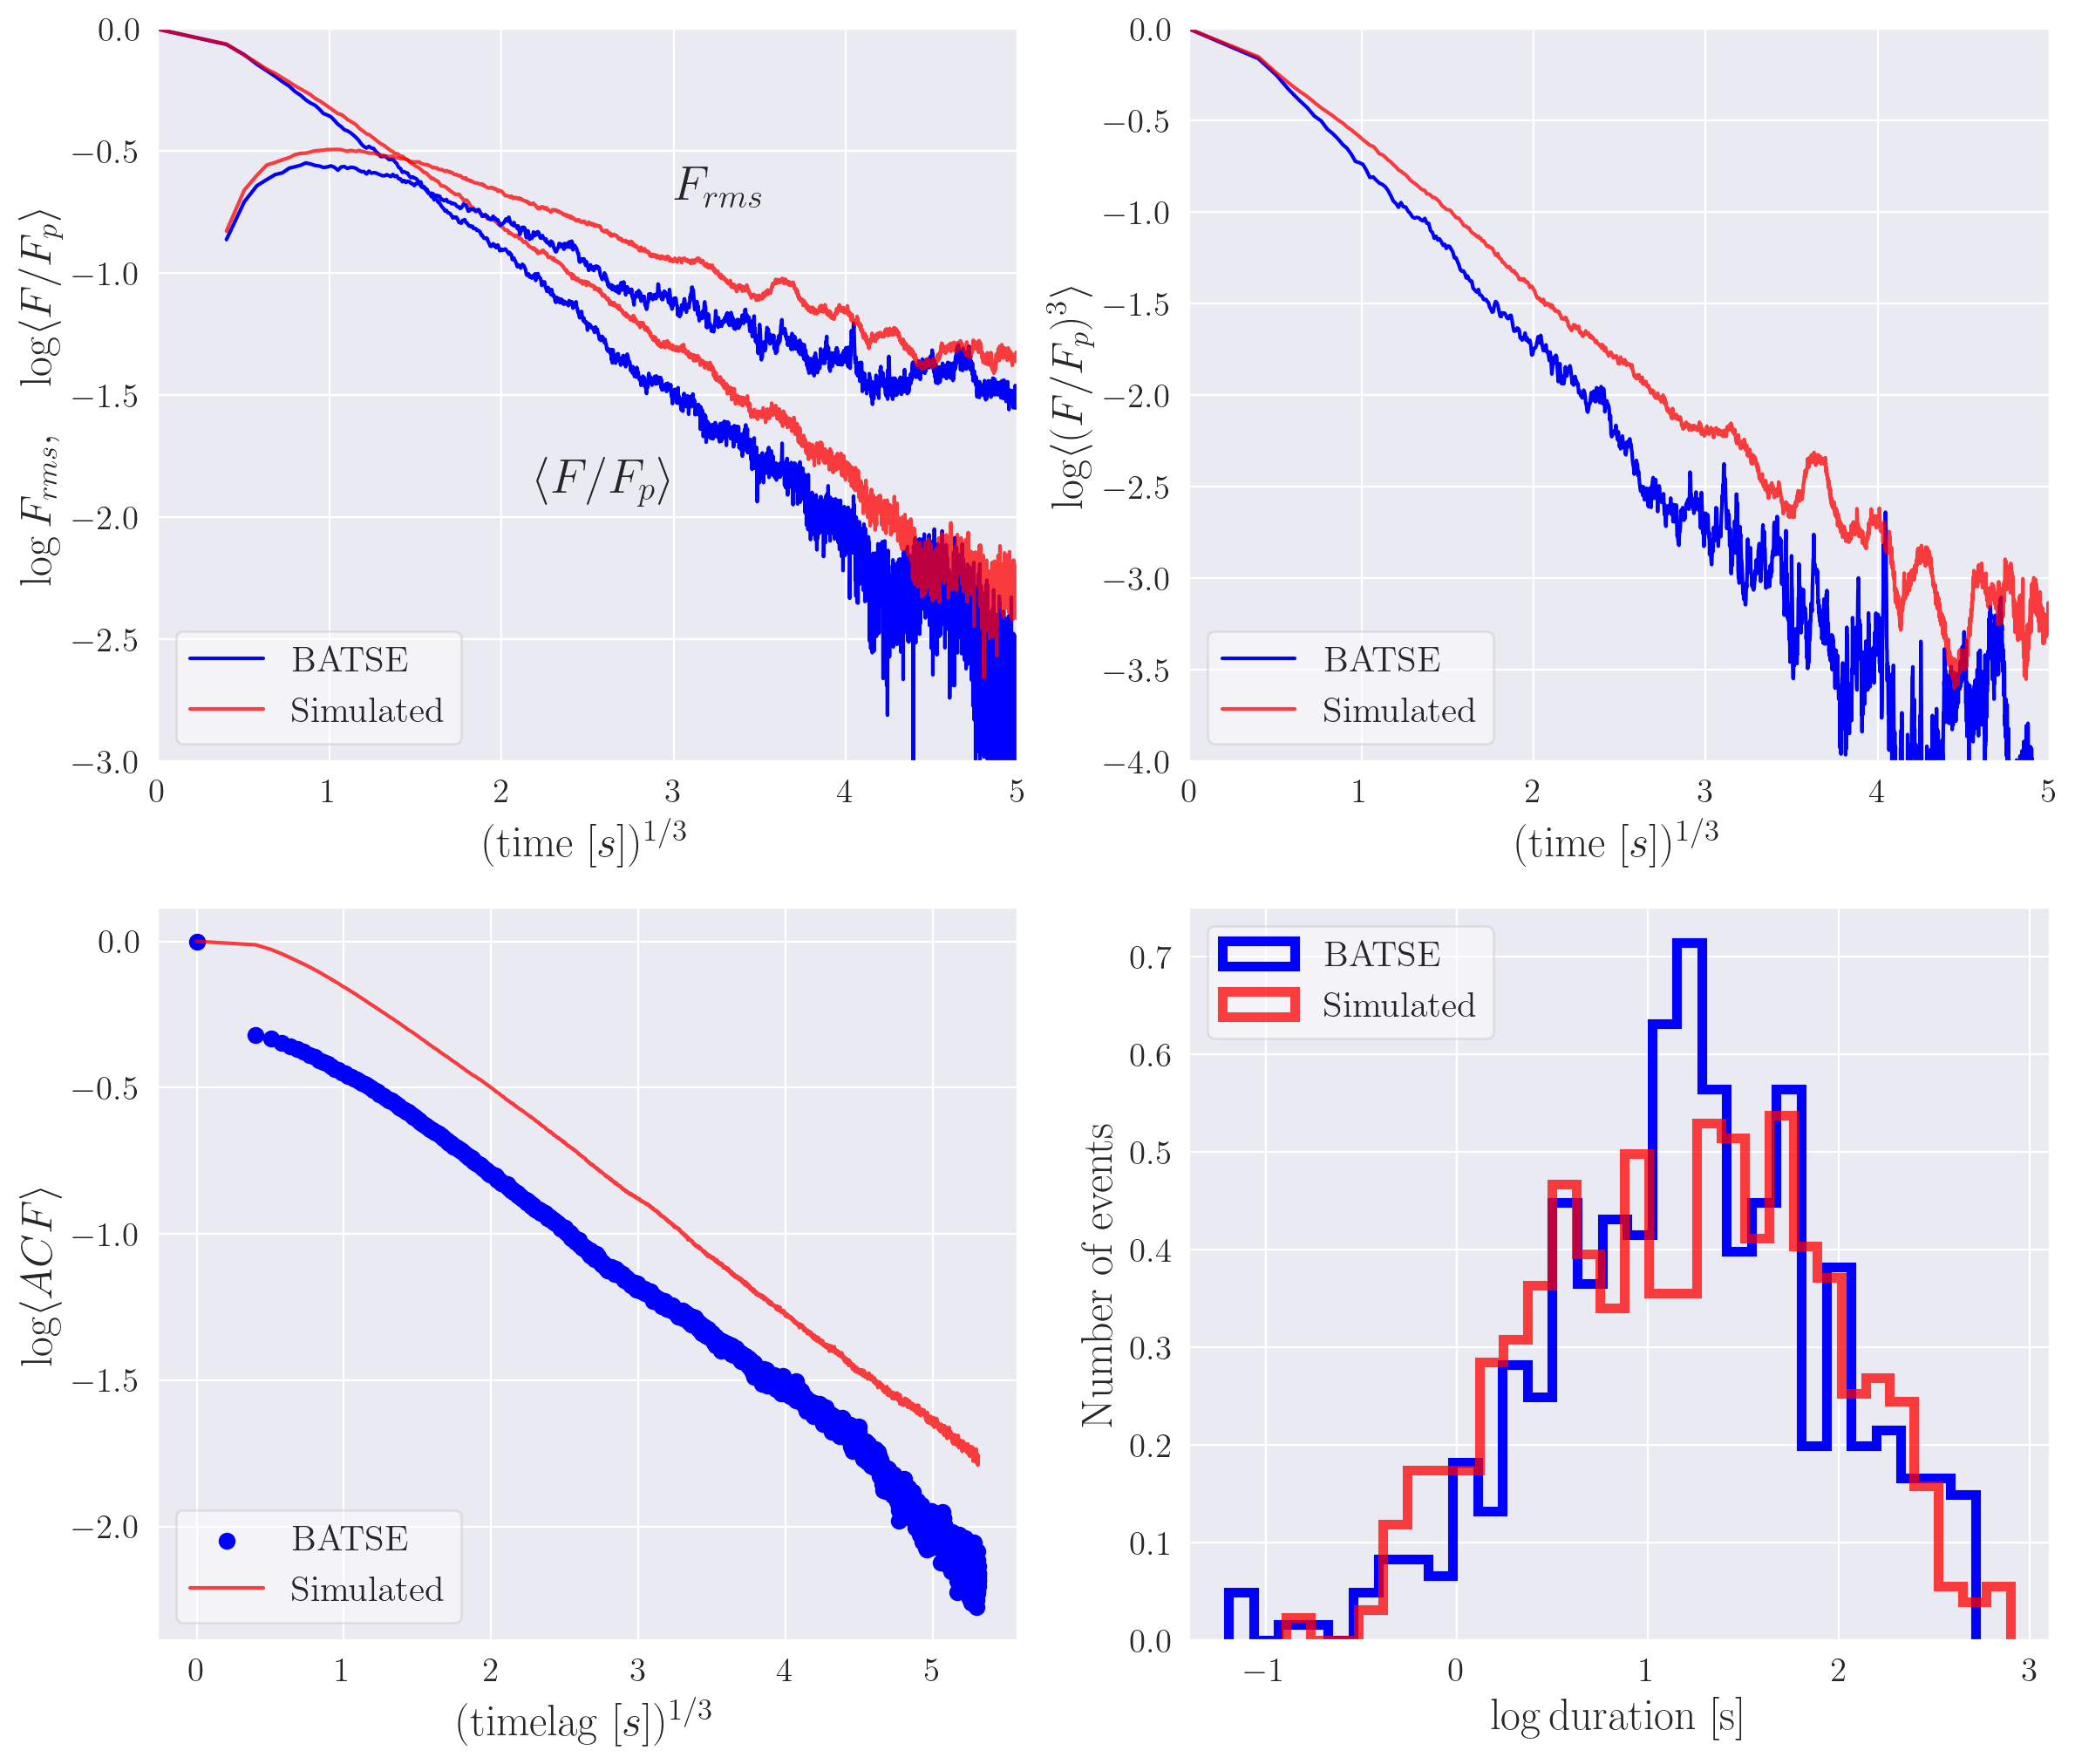 0.0
−0.5
−1.0
−1.5
−2.0
−2.5
−3.0
log F_rms, log⟨F/F_p⟩
F_rms
⟨F/F_p⟩
BATSE
Simulated
0 1 2 3 4 5
(time [s])^{1/3}
0.0
−0.5
−1.0
−1.5
−2.0
−2.5
−3.0
−3.5
−4.0
log⟨(F/F_p)^3⟩
BATSE
Simulated
0 1 2 3 4 5
(time [s])^{1/3}
0.0
−0.5
−1.0
−1.5
−2.0
log⟨ACF⟩
BATSE
Simulated
0 1 2 3 4 5
(timelag [s])^{1/3}
BATSE
Simulated
0.7
0.6
0.5
0.4
0.3
0.2
0.1
0.0
Number of events
−1 0 1 2 3
log duration [s]